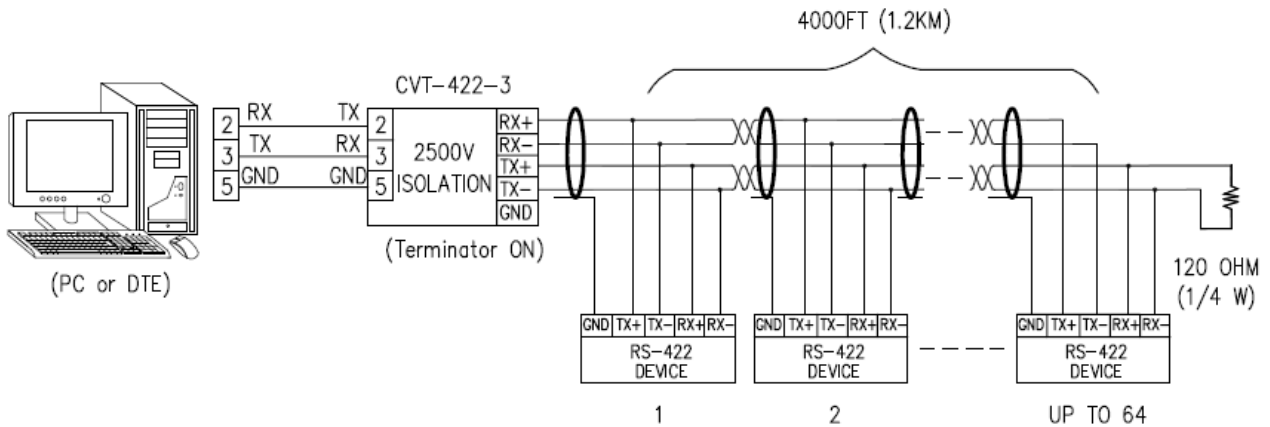 4000FT (1.2KM)
CVT-422-3
2 RX TX 2 RX+
3 TX RX 3 2500V RX-
5 GND GND 5 ISOLATION TX+
TX-
GND
(Terminator ON)
(PC or DTE)
120 OHM
(1/4 W)
GND TX+ TX- RX+ RX-
RS-422
DEVICE
1
GND TX+ TX- RX+ RX-
RS-422
DEVICE
2
GND TX+ TX- RX+ RX-
RS-422
DEVICE
UP TO 64